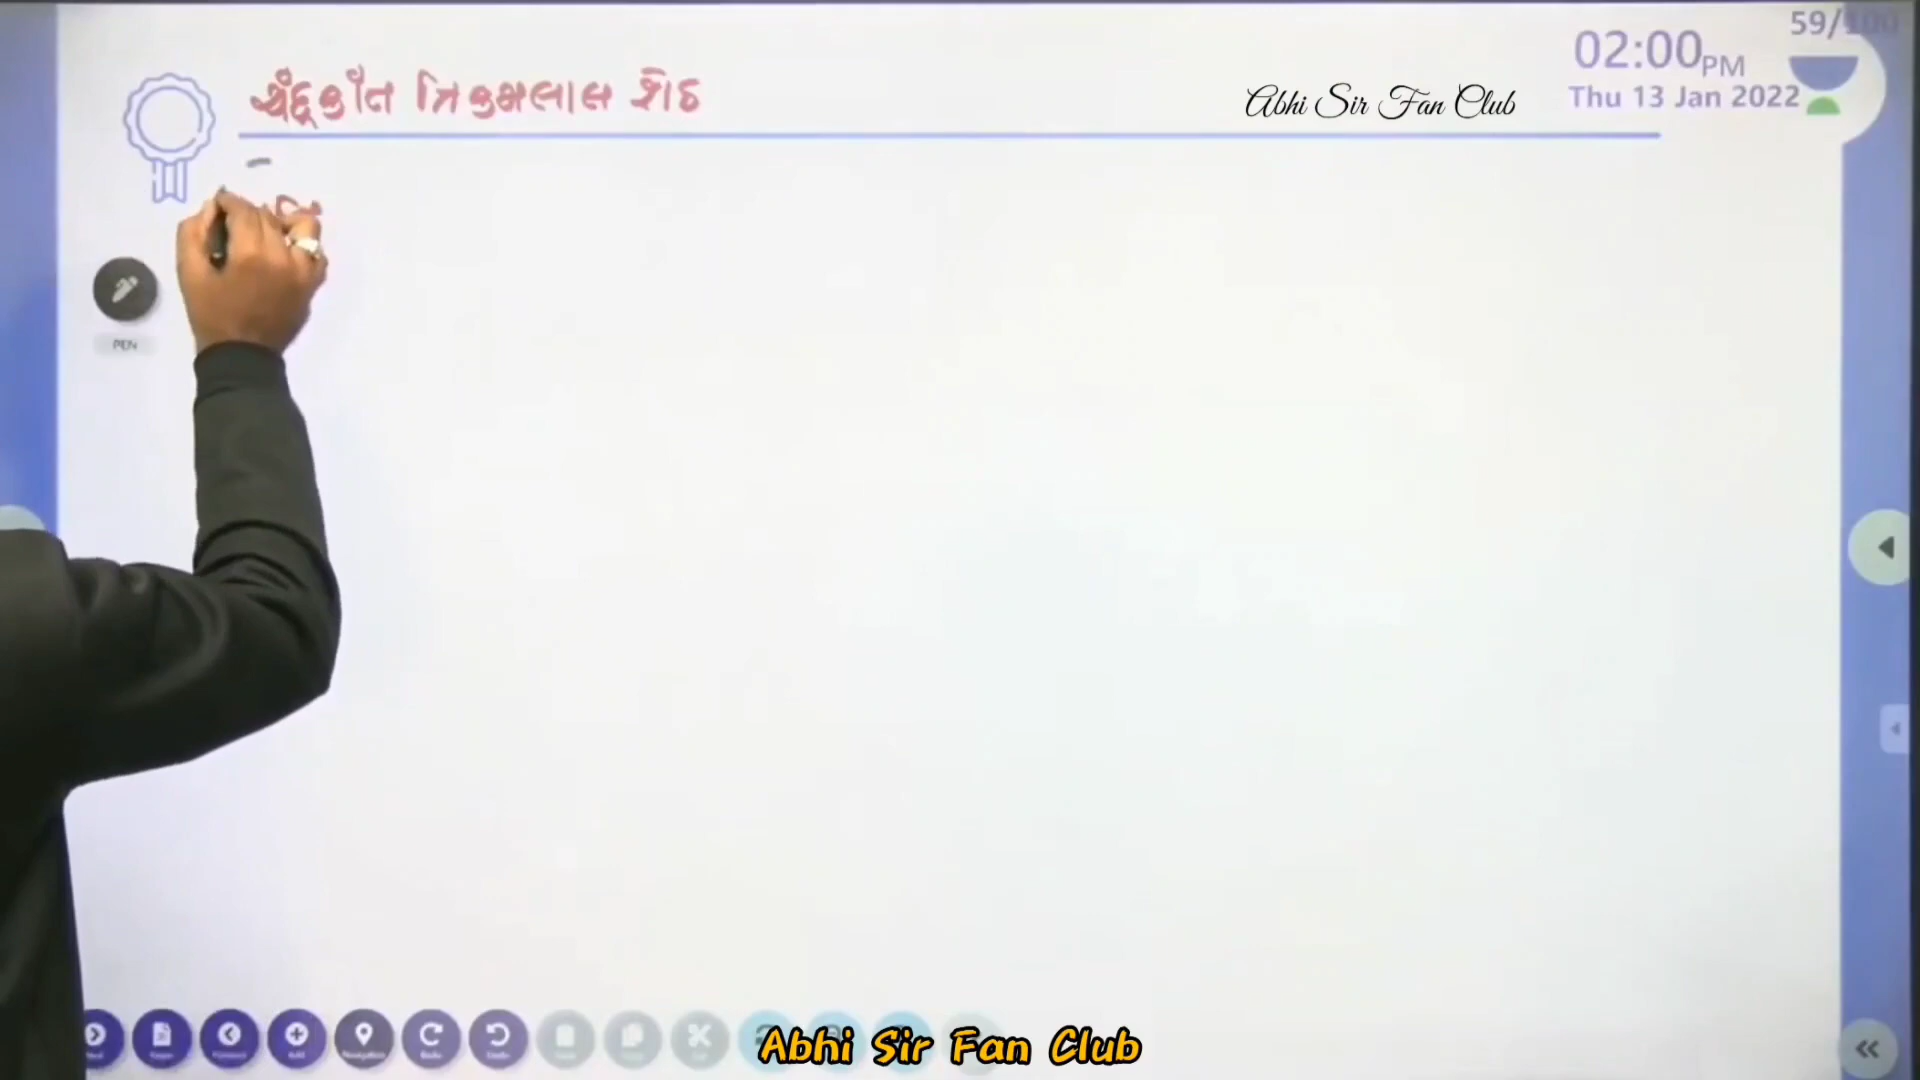 59/100
02:00PM
ચંદ્રકાંત ત્રિકમલાલ શેઠ
Abhi Sir Fan Club
Thu 13 Jan 2022
PEN
Abhi Sir Fan Club